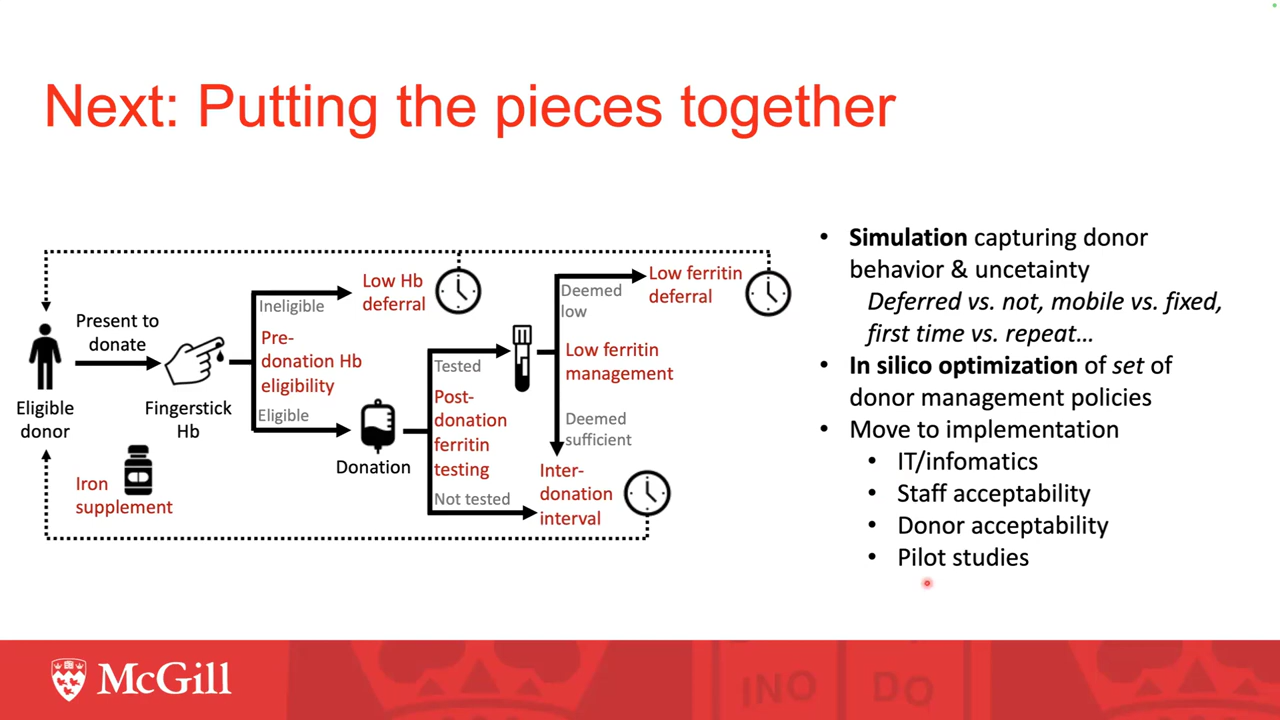 Next: Putting the pieces together
Present to
donate
Eligible
donor
Fingerstick
Hb
Iron
supplement
Ineligible
Pre-
donation Hb
eligibility
Eligible
Low Hb
deferral
Donation
Tested
Post-
donation
ferritin
testing
Not tested
Deemed
low
Low ferritin
deferral
Low ferritin
management
Deemed
sufficient
Inter-
donation
interval
• Simulation capturing donor
behavior & uncetainty
Deferred vs. not, mobile vs. fixed,
first time vs. repeat...
• In silico optimization of set of
donor management policies
• Move to implementation
• IT/infomatics
• Staff acceptability
• Donor acceptability
• Pilot studies
McGill
INO DO